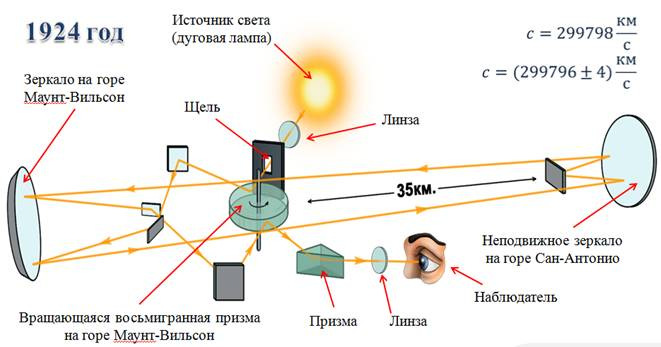 1924 год
Источник света
(дуговая лампа)
c = 299798 км/с
c = (299796 ± 4) км/с
Зеркало на горе
Маунт-Вильсон
Щель
Линза
35км.
Неподвижное зеркало
на горе Сан-Антонио
Наблюдатель
Вращающаяся восьмигранная призма
на горе Маунт-Вильсон
Призма
Линза